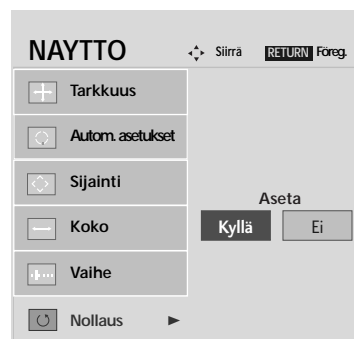 NAYTTO Siirrä RETURN Föreg.
Tarkkuus
Autom. asetukset
Sijainti
Aseta
Koko Kyllä Ei
Vaihe
Nollaus